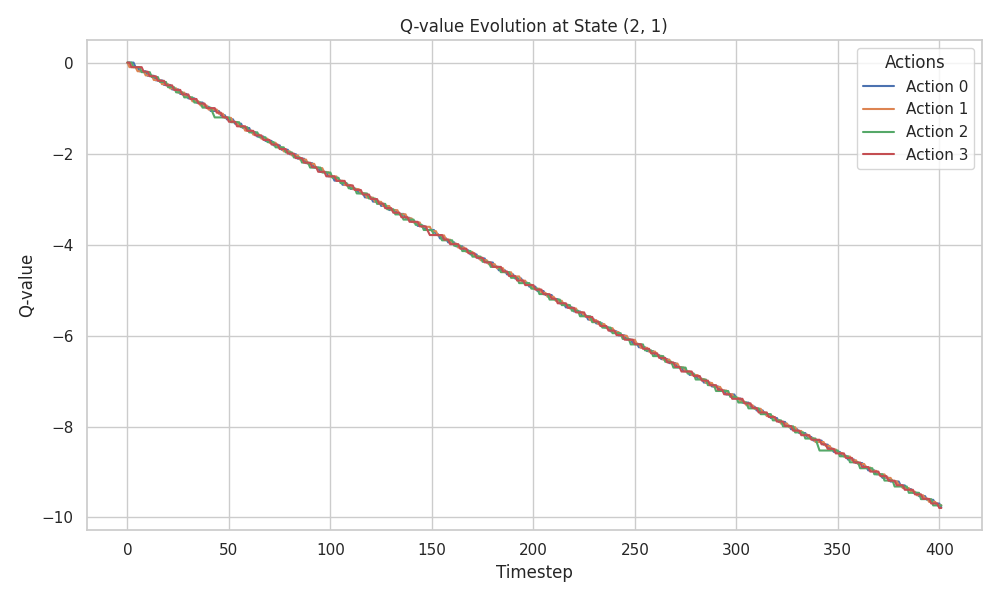 Q-value Evolution at State (2, 1)
Actions
Action 0
Action 1
Action 2
Action 3
Q-value
0
−2
−4
−6
−8
−10
0 50 100 150 200 250 300 350 400
Timestep